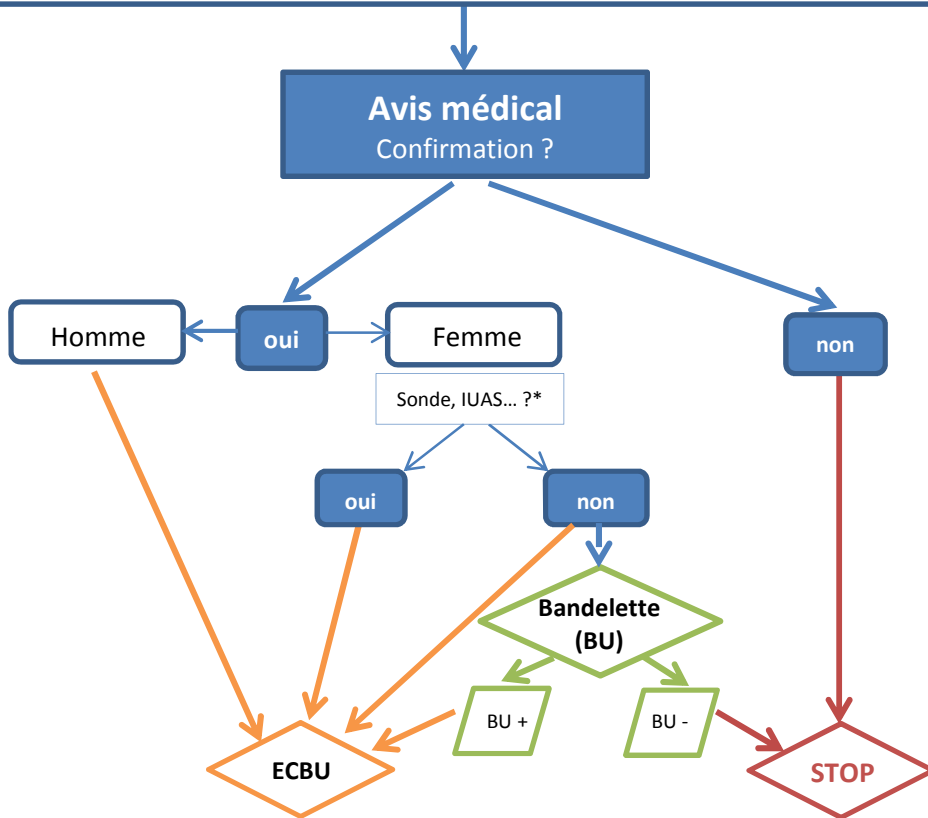 Avis médical
Confirmation ?
Homme
oui
Femme
non
Sonde, IUAS... ?*
oui
non
Bandelette
(BU)
BU +
BU -
ECBU
STOP